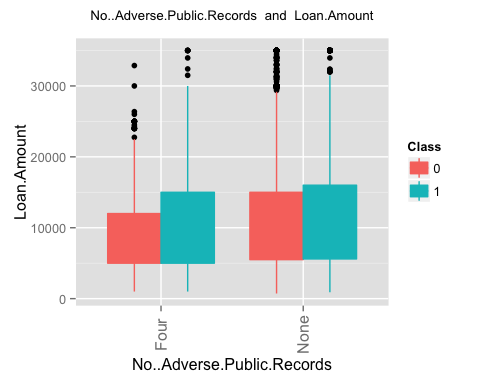 No..Adverse.Public.Records and Loan.Amount
Loan.Amount
30000
20000
10000
0
Four
None
No..Adverse.Public.Records
Class
0
1